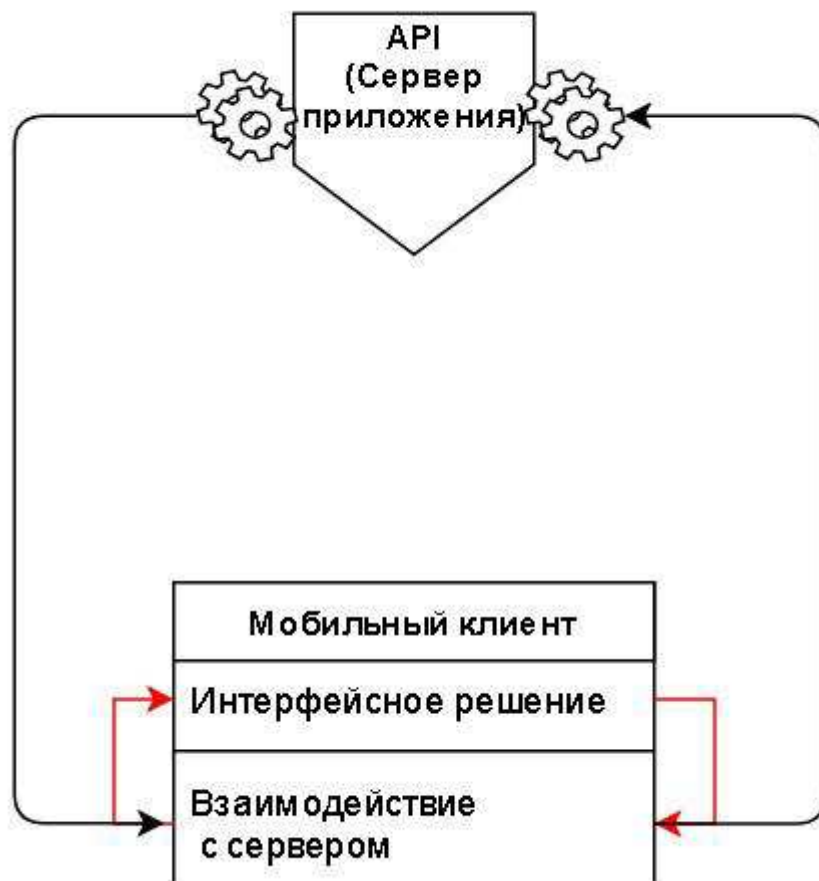 API
(Сервер
приложения)
Мобильный клиент
Интерфейсное решение
Взаимодействие
с сервером